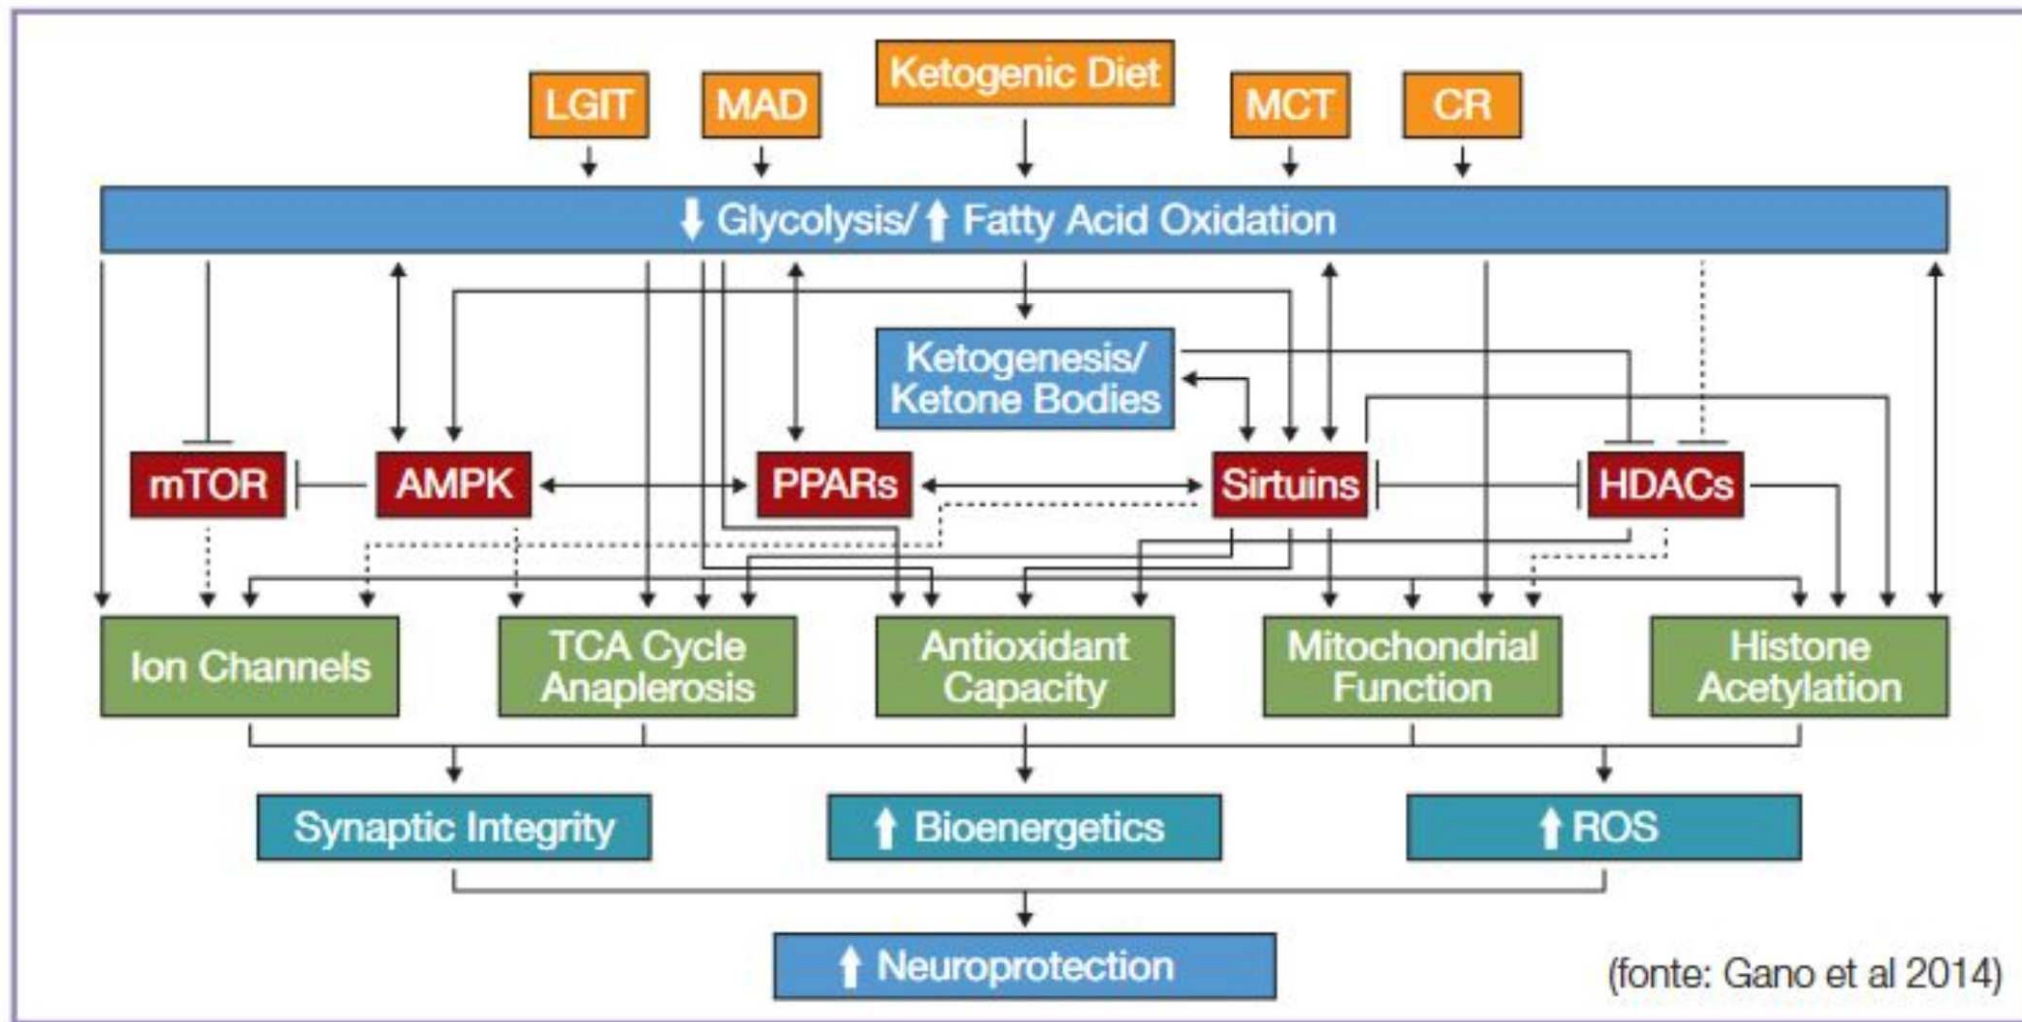 Ketogenic Diet
LGIT
MAD
MCT
CR
⬇ Glycolysis/⬆ Fatty Acid Oxidation
Ketogenesis/
Ketone Bodies
mTOR
AMPK
PPARs
Sirtuins
HDACs
Ion Channels
TCA Cycle
Anaplerosis
Antioxidant
Capacity
Mitochondrial
Function
Histone
Acetylation
Synaptic Integrity
⬆ Bioenergetics
⬆ ROS
⬆ Neuroprotection
(fonte: Gano et al 2014)